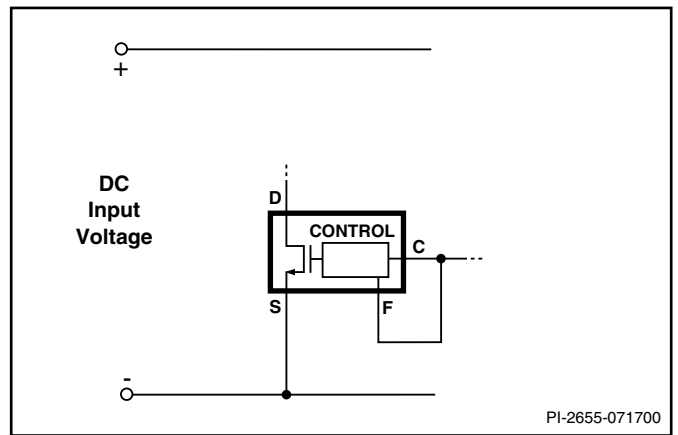 +
DC
Input
Voltage
D
CONTROL
C
S
F
-
PI-2655-071700